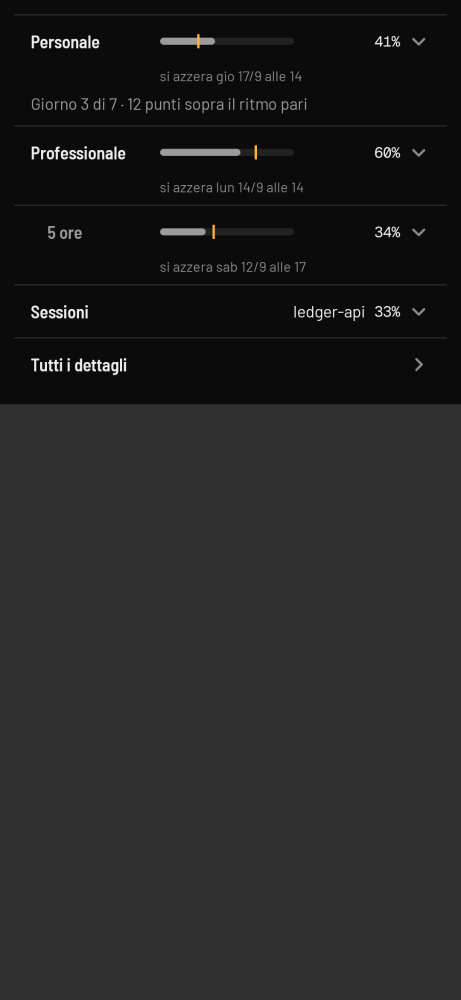 Personale 41%
si azzera gio 17/9 alle 14
Giorno 3 di 7 · 12 punti sopra il ritmo pari
Professionale 60%
si azzera lun 14/9 alle 14
5 ore 34%
si azzera sab 12/9 alle 17
Sessioni ledger-api 33%
Tutti i dettagli